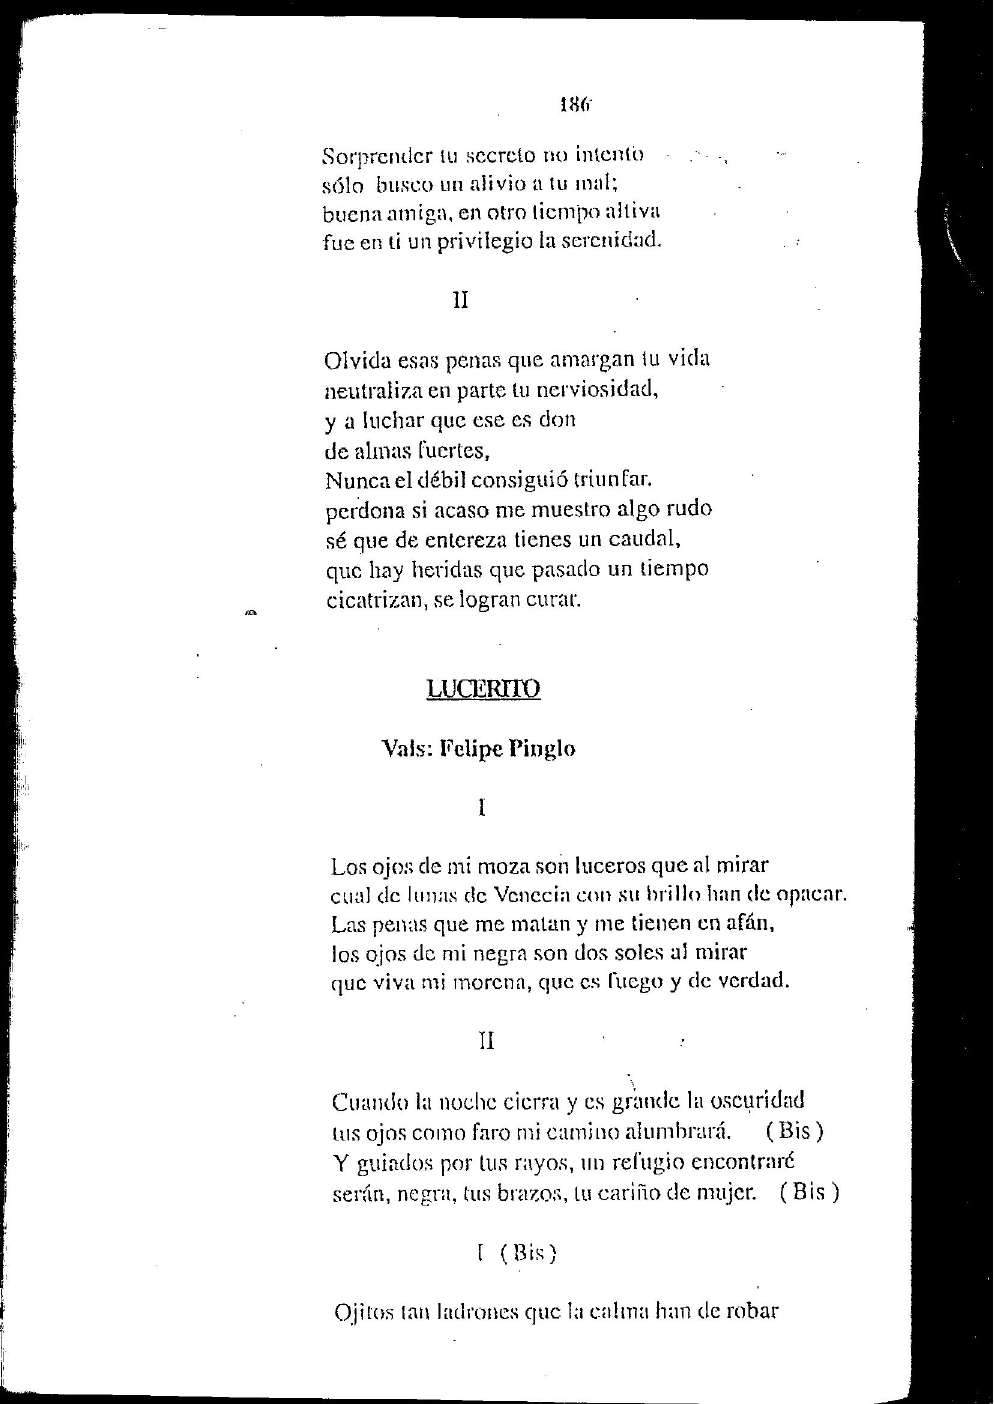 186
Sorprender tu secreto no intento
sólo busco un alivio a tu mal;
buena amiga, en otro tiempo altiva
fue en ti un privilegio la serenidad.
II
Olvida esas penas que amargan tu vida
neutraliza en parte tu nerviosidad,
y a luchar que ese es don
de almas fuertes,
Nunca el débil consiguió triunfar.
perdona si acaso me muestro algo rudo
sé que de entereza tienes un caudal,
que hay heridas que pasado un tiempo
cicatrizan, se logran curar.
LUCERITO
Vals: Felipe Pinglo
I
Los ojos de mi moza son luceros que al mirar
cual de lunas de Venecia con su brillo han de opacar.
Las penas que me matan y me tienen en afán,
los ojos de mi negra son dos soles al mirar
que viva mi morena, que es fuego y de verdad.
II
Cuando la noche cierra y es grande la oscuridad
tus ojos como faro mi camino alumbrará. (Bis)
Y guiados por tus rayos, un refugio encontraré
serán, negra, tus brazos, tu cariño de mujer. (Bis)
I (Bis)
Ojitos tan ladrones que la calma han de robar